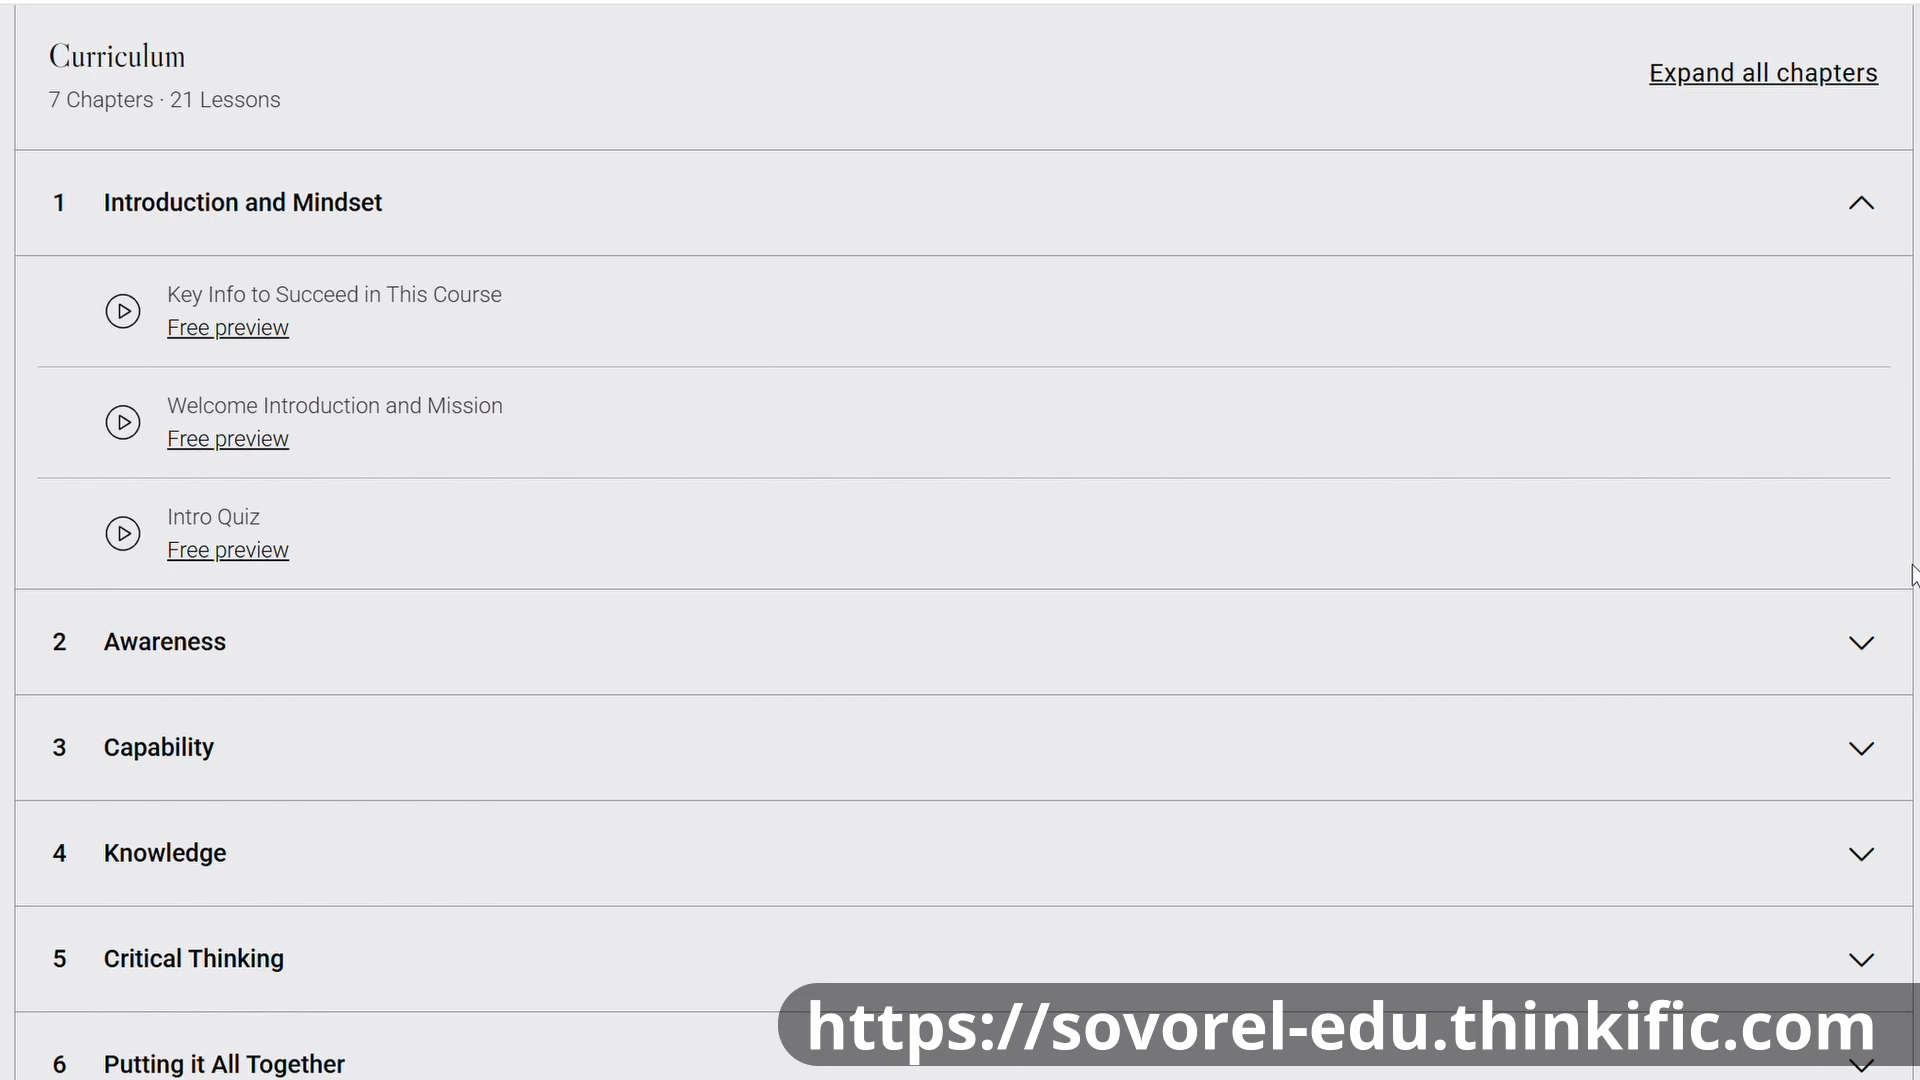 Curriculum
7 Chapters · 21 Lessons
Expand all chapters
1 Introduction and Mindset
Key Info to Succeed in This Course
Free preview
Welcome Introduction and Mission
Free preview
Intro Quiz
Free preview
2 Awareness
3 Capability
4 Knowledge
5 Critical Thinking
https://sovorel-edu.thinkific.com
6 Putting it All Together